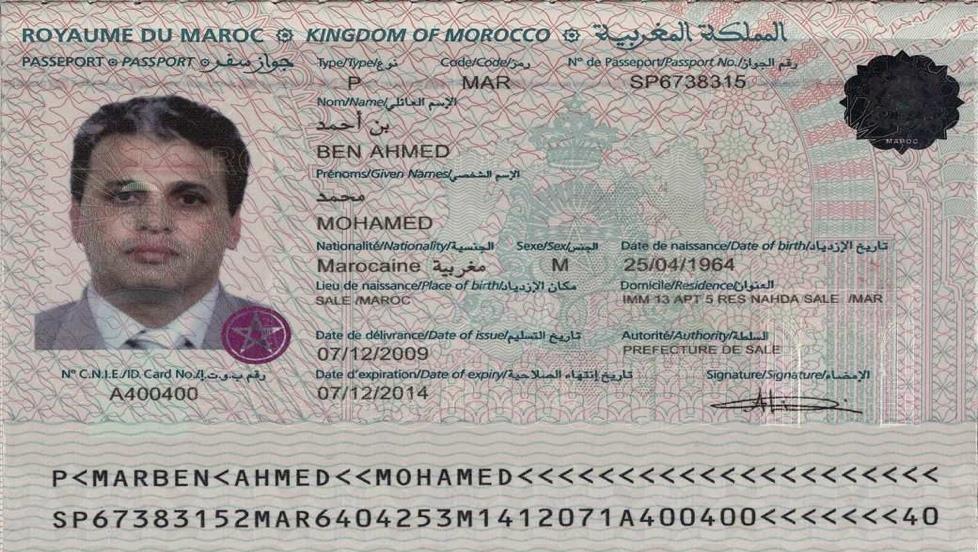 ROYAUME DU MAROC KINGDOM OF MOROCCO المملكة المغربية
PASSEPORT PASSPORT جواز سفر
Type/Type/نوع Code/Code/رمز N° de Passeport/Passport No./رقم الجواز
P MAR SP6738315
Nom/Name/الإسم العائلي
بن أحمد
BEN AHMED
Prénoms/Given Names/الإسم الشخصي
محمد
MOHAMED
Nationalité/Nationality/الجنسية Sexe/Sex/الجنس Date de naissance/Date of birth/تاريخ الإزدياد
Marocaine مغربية M 25/04/1964
Lieu de naissance/Place of birth/مكان الإزدياد Domicile/Residence/العنوان
SALE /MAROC IMM 13 APT 5 RES NAHDA SALE /MAR
Date de délivrance/Date of issue/تاريخ التسليم Autorité/Authority/السلطة
07/12/2009 PREFECTURE DE SALE
N° C.N.I.E./ID Card No./رقم ب.و.ت.إ Date d'expiration/Date of expiry/تاريخ إنتهاء الصلاحية Signature/Signature/الإمضاء
A400400 07/12/2014
MAROC
P<MARBEN<AHMED<<MOHAMED<<<<<<<<<<<<<<<<<<<<<
SP67383152MAR6404253M1412071A400400<<<<<<<40